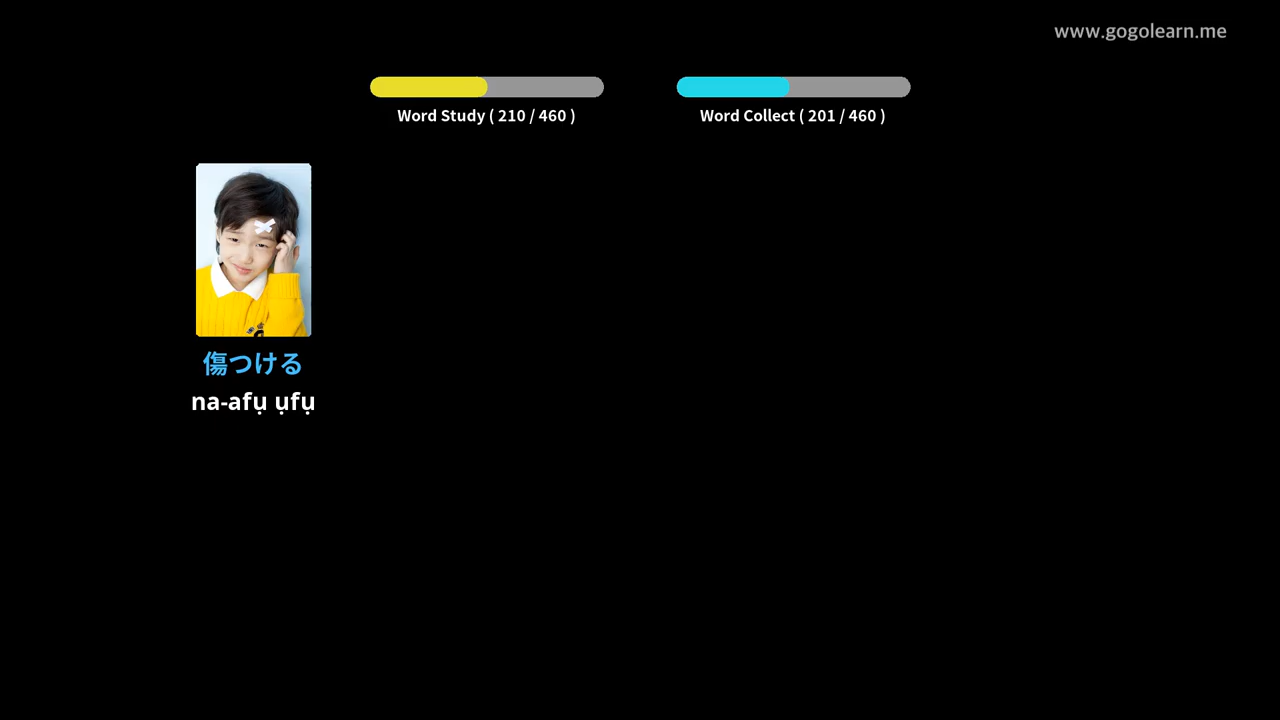 www.gogolearn.me
Word Study ( 210 / 460 )
Word Collect ( 201 / 460 )
傷つける
na-afụ ụfụ